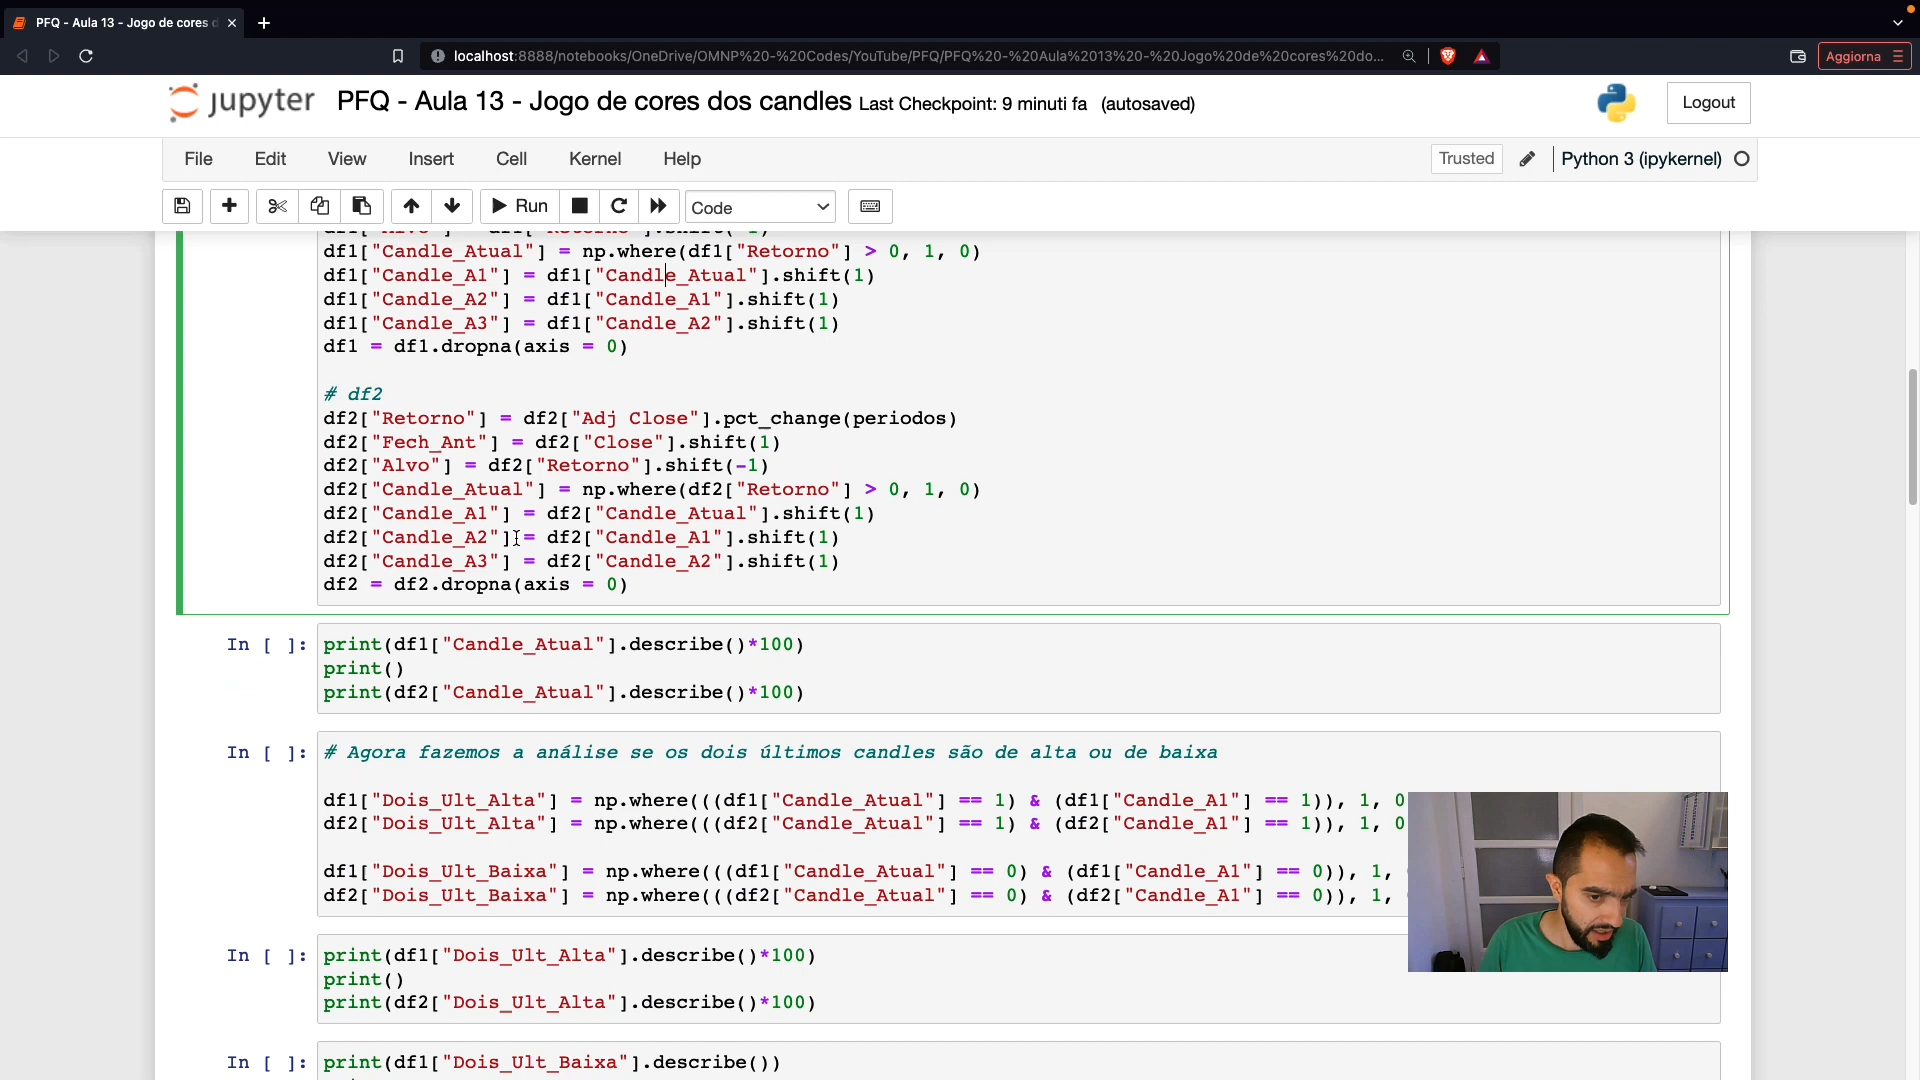 PFQ - Aula 13 - Jogo de cores d
localhost:8888/notebooks/OneDrive/OMNP%20-%20Codes/YouTube/PFQ/PFQ%20-%20Aula%2013%20-%20Jogo%20de%20cores%20do...
Aggiorna
jupyter PFQ - Aula 13 - Jogo de cores dos candles Last Checkpoint: 9 minuti fa (autosaved)
Logout
File Edit View Insert Cell Kernel Help
Trusted Python 3 (ipykernel)
Run Code
df1["Candle_Atual"] = np.where(df1["Retorno"] > 0, 1, 0)
df1["Candle_A1"] = df1["Candle_Atual"].shift(1)
df1["Candle_A2"] = df1["Candle_A1"].shift(1)
df1["Candle_A3"] = df1["Candle_A2"].shift(1)
df1 = df1.dropna(axis = 0)
# df2
df2["Retorno"] = df2["Adj Close"].pct_change(periodos)
df2["Fech_Ant"] = df2["Close"].shift(1)
df2["Alvo"] = df2["Retorno"].shift(-1)
df2["Candle_Atual"] = np.where(df2["Retorno"] > 0, 1, 0)
df2["Candle_A1"] = df2["Candle_Atual"].shift(1)
df2["Candle_A2"] = df2["Candle_A1"].shift(1)
df2["Candle_A3"] = df2["Candle_A2"].shift(1)
df2 = df2.dropna(axis = 0)
In [ ]: print(df1["Candle_Atual"].describe()*100)
print()
print(df2["Candle_Atual"].describe()*100)
In [ ]: # Agora fazemos a análise se os dois últimos candles são de alta ou de baixa
df1["Dois_Ult_Alta"] = np.where(((df1["Candle_Atual"] == 1) & (df1["Candle_A1"] == 1)), 1, 0
df2["Dois_Ult_Alta"] = np.where(((df2["Candle_Atual"] == 1) & (df2["Candle_A1"] == 1)), 1, 0
df1["Dois_Ult_Baixa"] = np.where(((df1["Candle_Atual"] == 0) & (df1["Candle_A1"] == 0)), 1,
df2["Dois_Ult_Baixa"] = np.where(((df2["Candle_Atual"] == 0) & (df2["Candle_A1"] == 0)), 1,
In [ ]: print(df1["Dois_Ult_Alta"].describe()*100)
print()
print(df2["Dois_Ult_Alta"].describe()*100)
In [ ]: print(df1["Dois_Ult_Baixa"].describe())